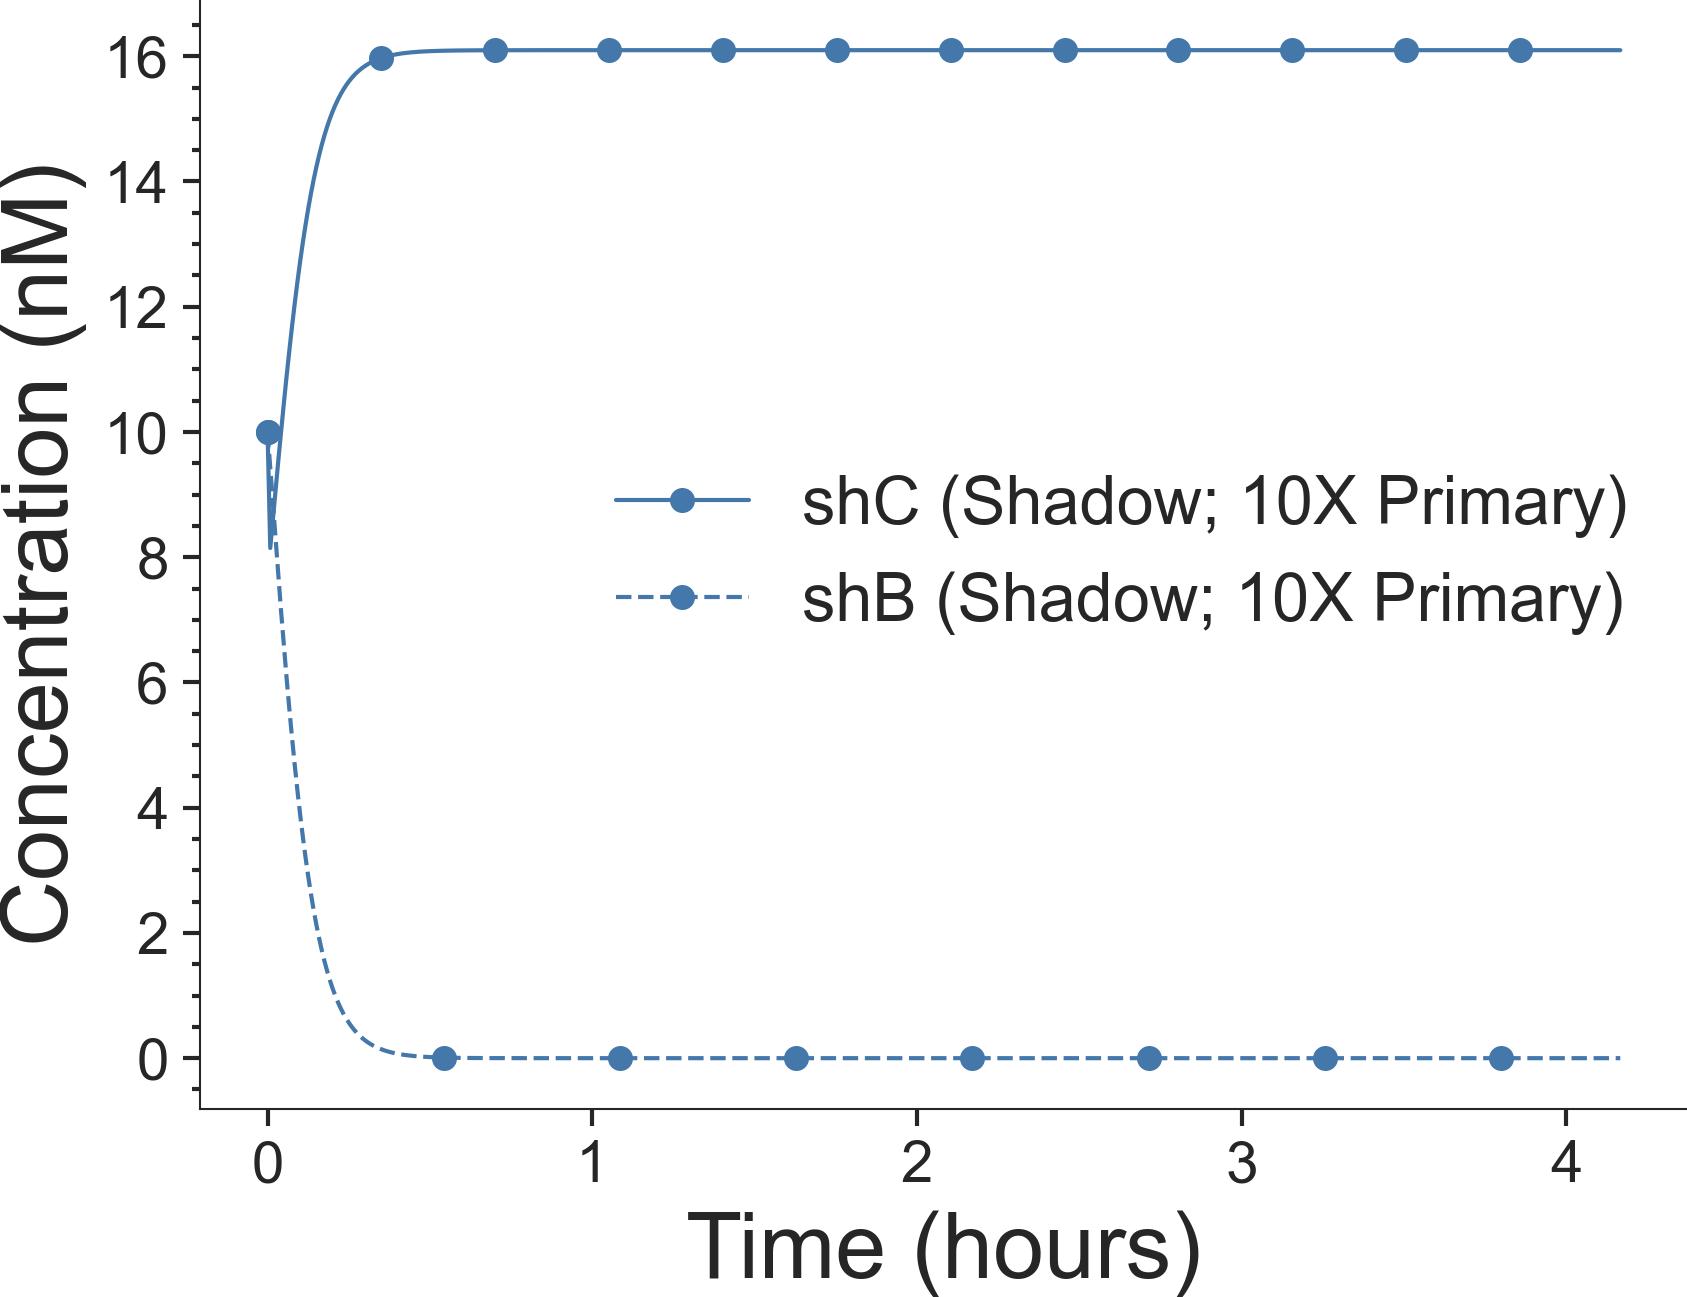 Concentration (nM)
16
14
12
10
8
6
4
2
0
shC (Shadow; 10X Primary)
shB (Shadow; 10X Primary)
0 1 2 3 4
Time (hours)